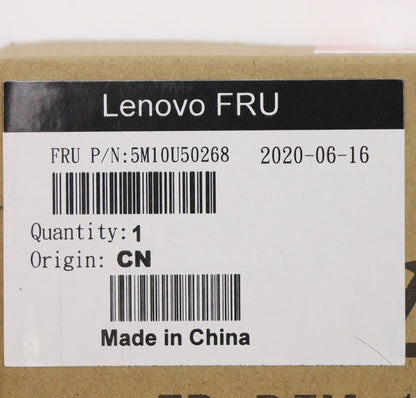 Lenovo FRU
FRU P/N:5M10U50268 2020-06-16
Quantity:1
Origin: CN
Made in China